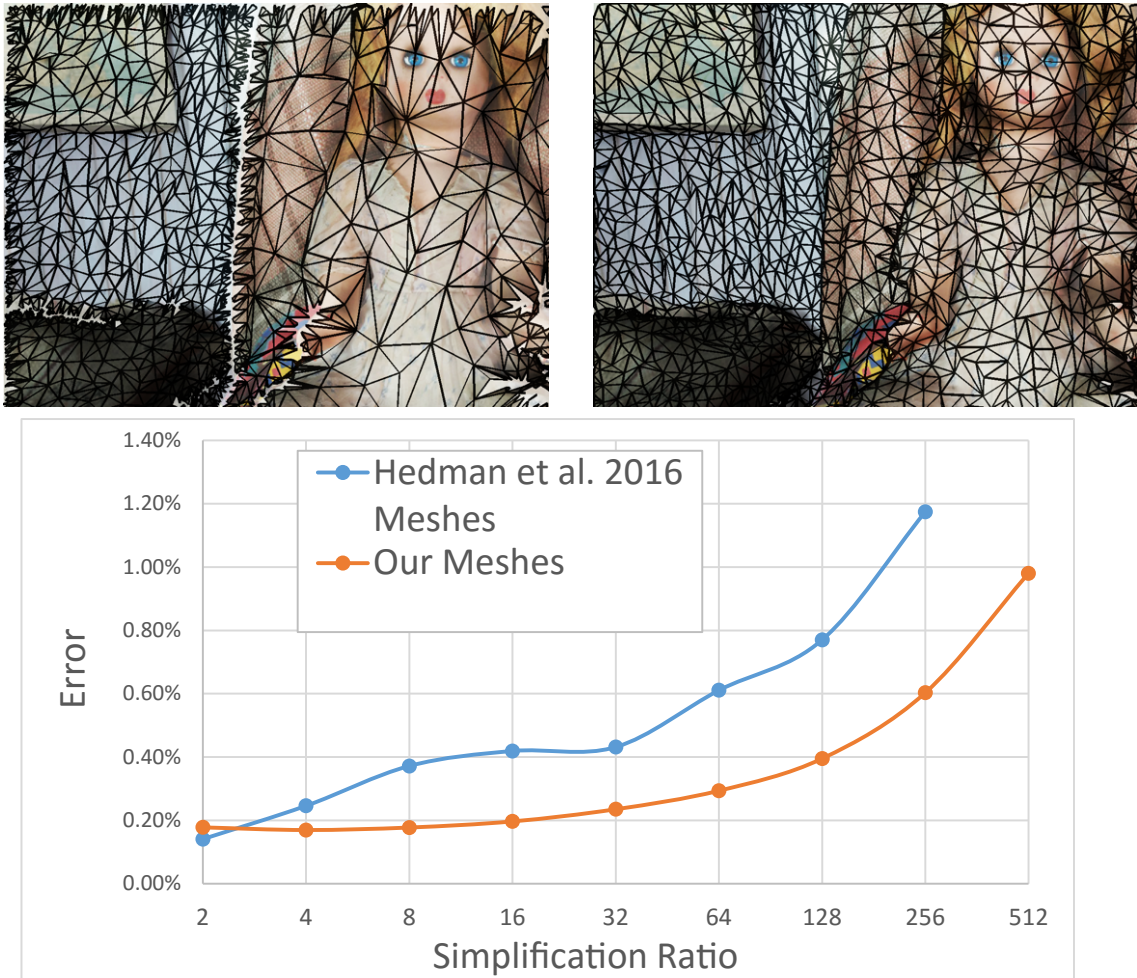 1.40%
1.20%
1.00%
0.80%
0.60%
0.40%
0.20%
0.00%
Error
Hedman et al. 2016
Meshes
Our Meshes
2 4 8 16 32 64 128 256 512
Simplification Ratio